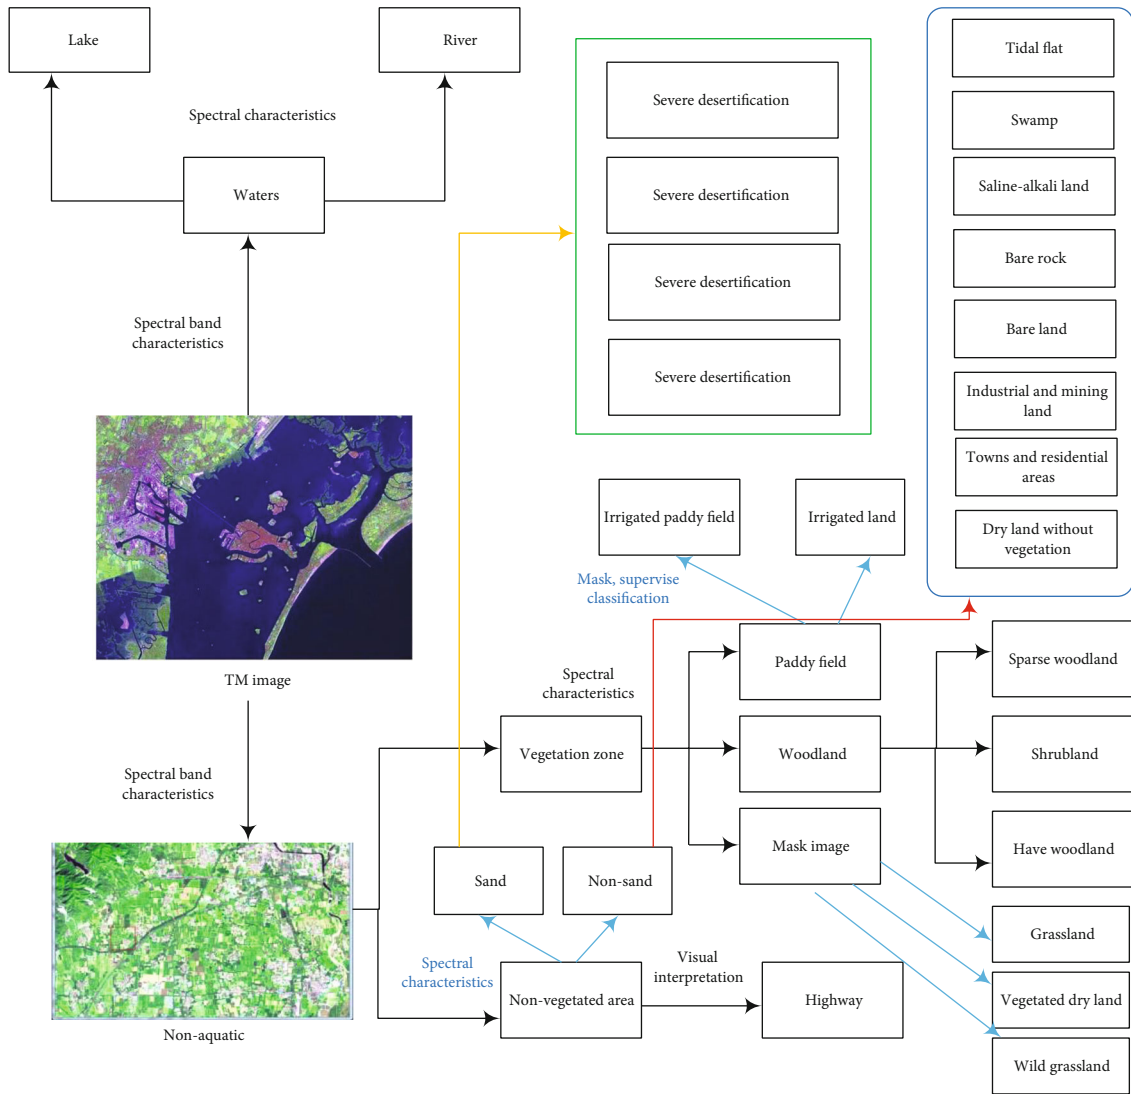 Lake
River
Spectral characteristics
Waters
Spectral band
characteristics
TM image
Spectral band
characteristics
Non-aquatic
Severe desertification
Severe desertification
Severe desertification
Severe desertification
Tidal flat
Swamp
Saline-alkali land
Bare rock
Bare land
Industrial and mining
land
Towns and residential
areas
Dry land without
vegetation
Irrigated paddy field
Irrigated land
Mask, supervise
classification
Spectral
characteristics
Paddy field
Sparse woodland
Vegetation zone
Woodland
Shrubland
Mask image
Have woodland
Sand
Non-sand
Grassland
Spectral
characteristics
Non-vegetated area
Visual
interpretation
Highway
Vegetated dry land
Wild grassland